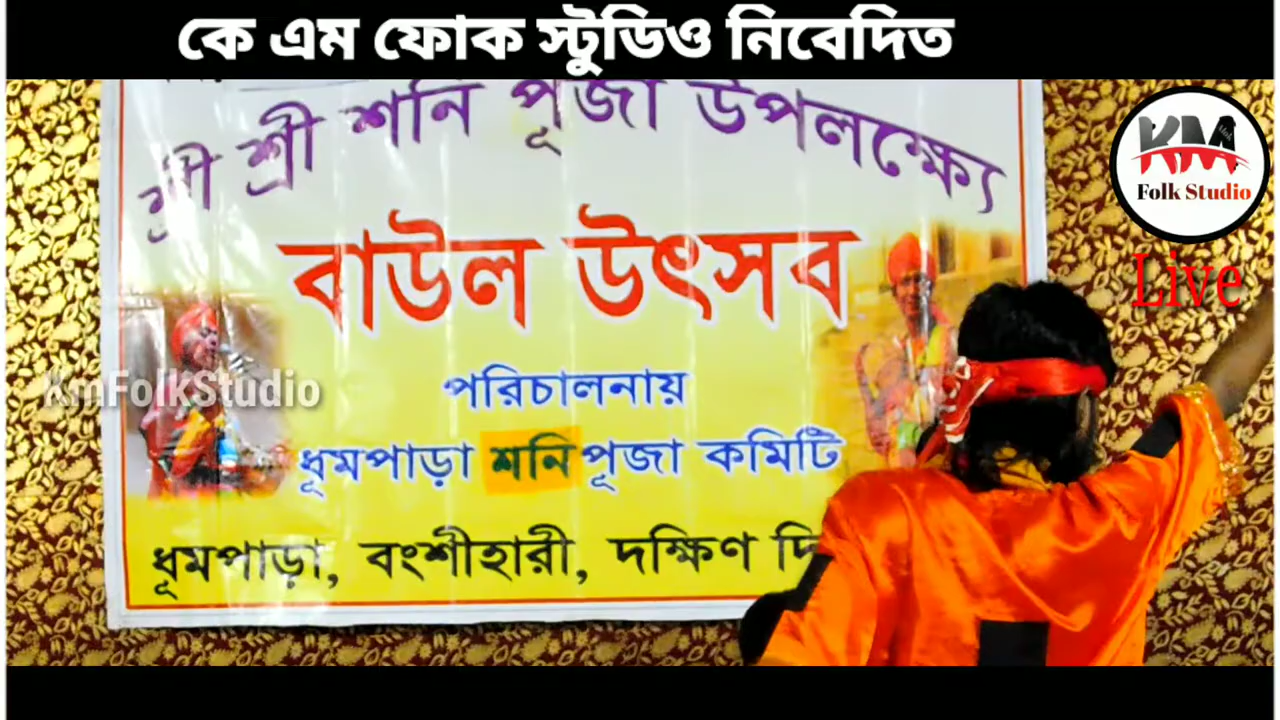 কে এম ফোক স্টুডিও নিবেদিত
শ্রী শ্রী শনি পূজা উপলক্ষ্যে
বাউল উৎসব
পরিচালনায়
ধূমপাড়া শনি পূজা কমিটি
ধূমপাড়া, বংশীহারী, দক্ষিণ দি
KM
Folk Studio
Live
KmFolkStudio